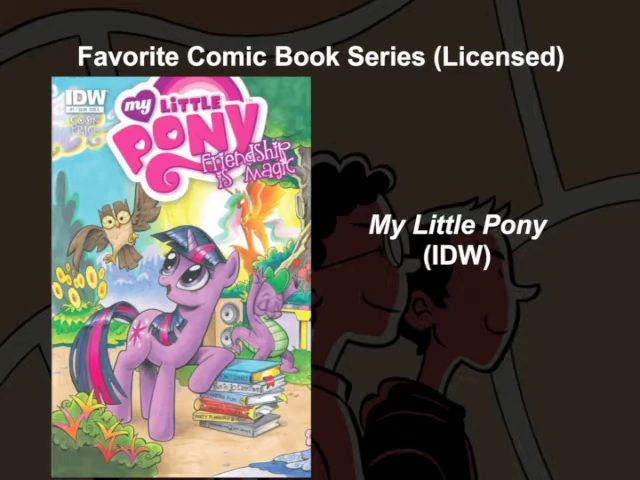 Favorite Comic Book Series (Licensed)
IDW
my LITTLE
PONY
Friendship
is Magic
My Little Pony
(IDW)